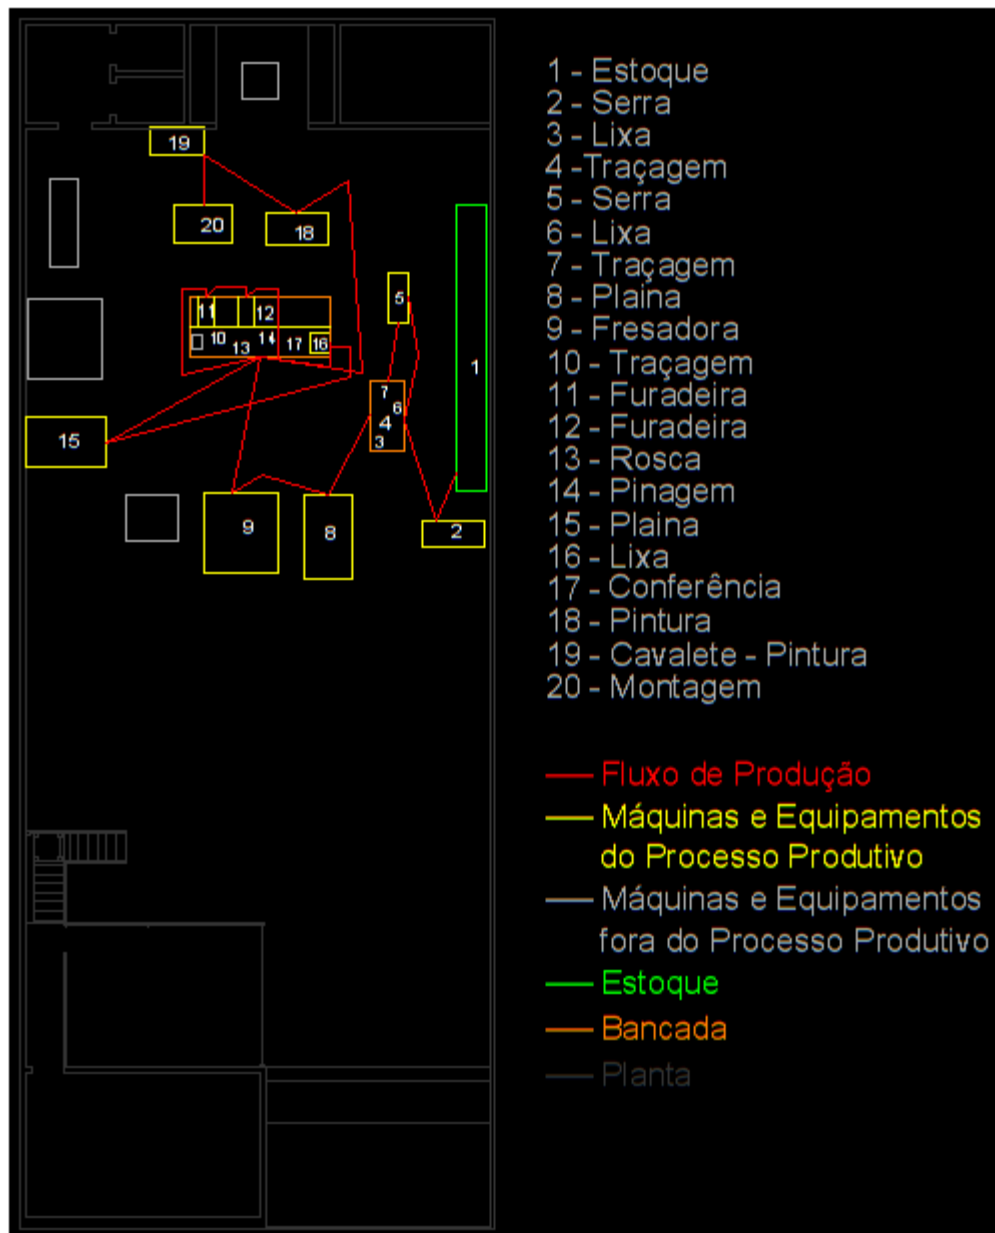 19
20
18
5
11
12
10
13
14
17
16
1
7
6
4
3
15
9
8
2
1 - Estoque
2 - Serra
3 - Lixa
4 -Traçagem
5 - Serra
6 - Lixa
7 - Traçagem
8 - Plaina
9 - Fresadora
10 - Traçagem
11 - Furadeira
12 - Furadeira
13 - Rosca
14 - Pinagem
15 - Plaina
16 - Lixa
17 - Conferência
18 - Pintura
19 - Cavalete - Pintura
20 - Montagem
Fluxo de Produção
Máquinas e Equipamentos
do Processo Produtivo
Máquinas e Equipamentos
fora do Processo Produtivo
Estoque
Bancada
Planta